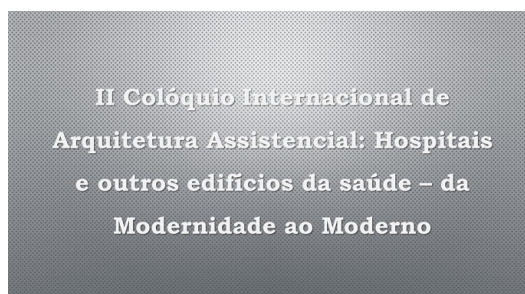 II Colóquio Internacional de
Arquitetura Assistencial: Hospitais
e outros edifícios da saúde – da
Modernidade ao Moderno